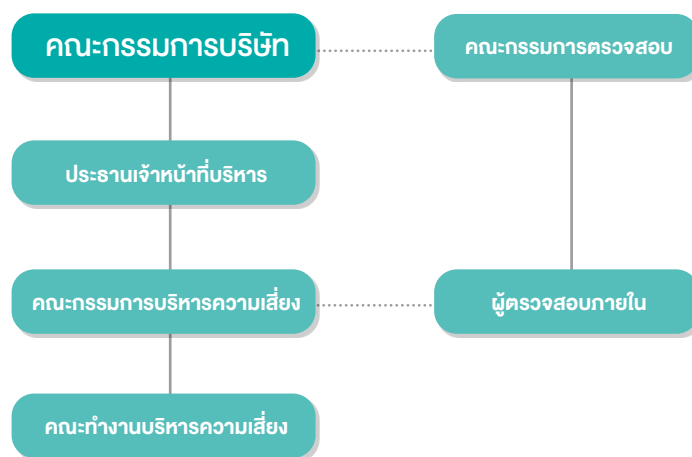 คณะกรรมการบริษัท
คณะกรรมการตรวจสอบ
ประธานเจ้าหน้าที่บริหาร
คณะกรรมการบริหารความเสี่ยง
ผู้ตรวจสอบภายใน
คณะทำงานบริหารความเสี่ยง